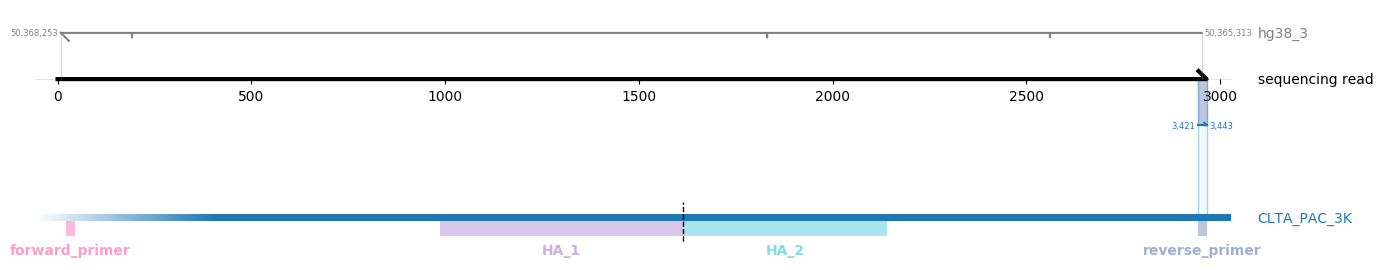 50,368,253
50,365,313
hg38_3
sequencing read
0 500 1000 1500 2000 2500 3000
3,421
3,443
CLTA_PAC_3K
forward_primer
HA_1
HA_2
reverse_primer